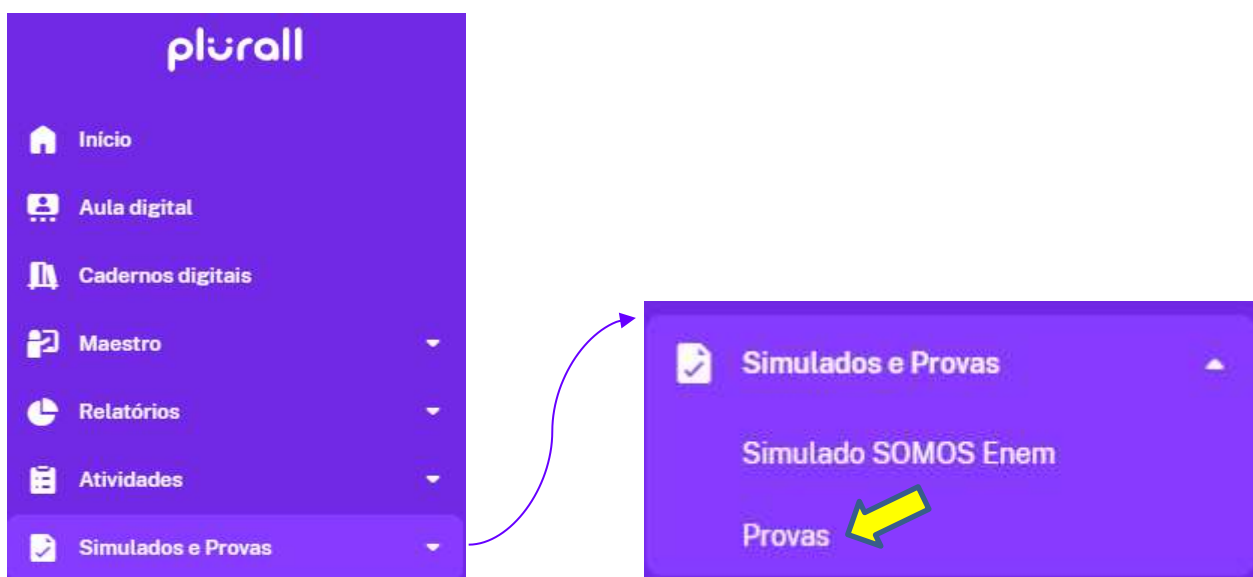 plurall
Início
Aula digital
Cadernos digitais
Maestro
Relatórios
Atividades
Simulados e Provas
Simulados e Provas
Simulado SOMOS Enem
Provas